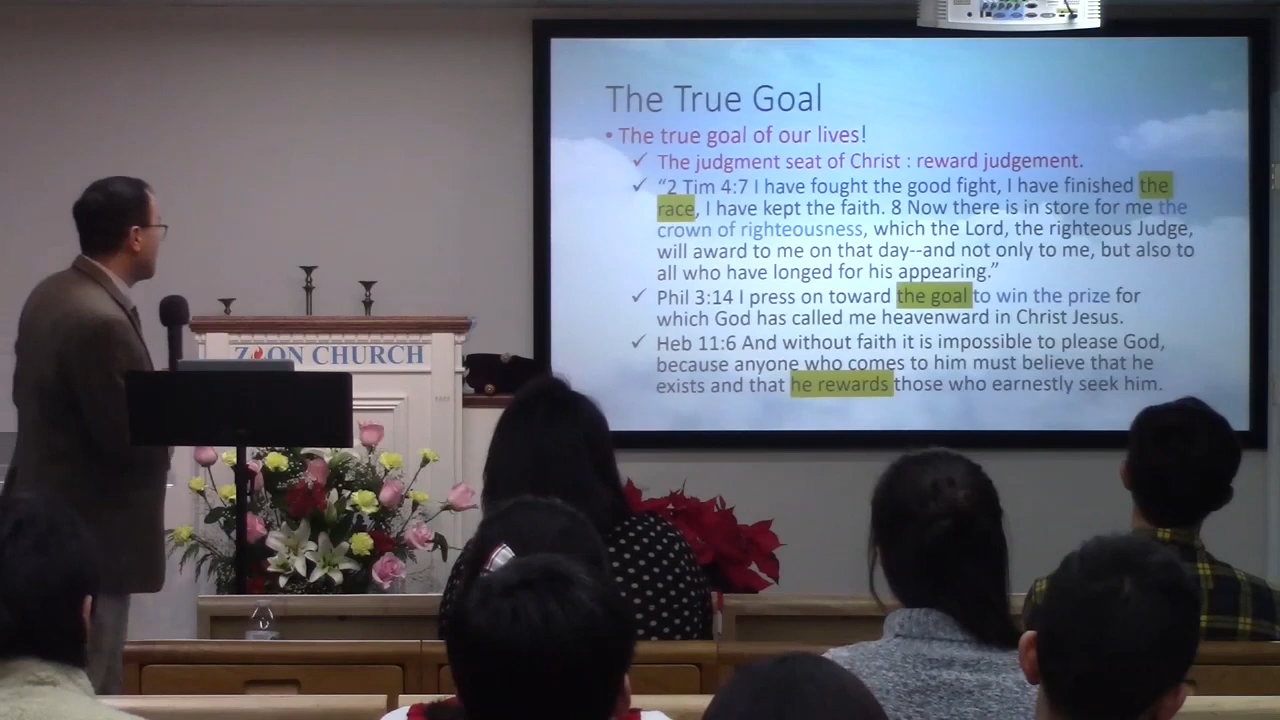 The True Goal
• The true goal of our lives!
✓ The judgment seat of Christ : reward judgement.
✓ “2 Tim 4:7 I have fought the good fight, I have finished the
race, I have kept the faith. 8 Now there is in store for me the
crown of righteousness, which the Lord, the righteous Judge,
will award to me on that day--and not only to me, but also to
all who have longed for his appearing.”
✓ Phil 3:14 I press on toward the goal to win the prize for
which God has called me heavenward in Christ Jesus.
✓ Heb 11:6 And without faith it is impossible to please God,
because anyone who comes to him must believe that he
exists and that he rewards those who earnestly seek him.
ZION CHURCH